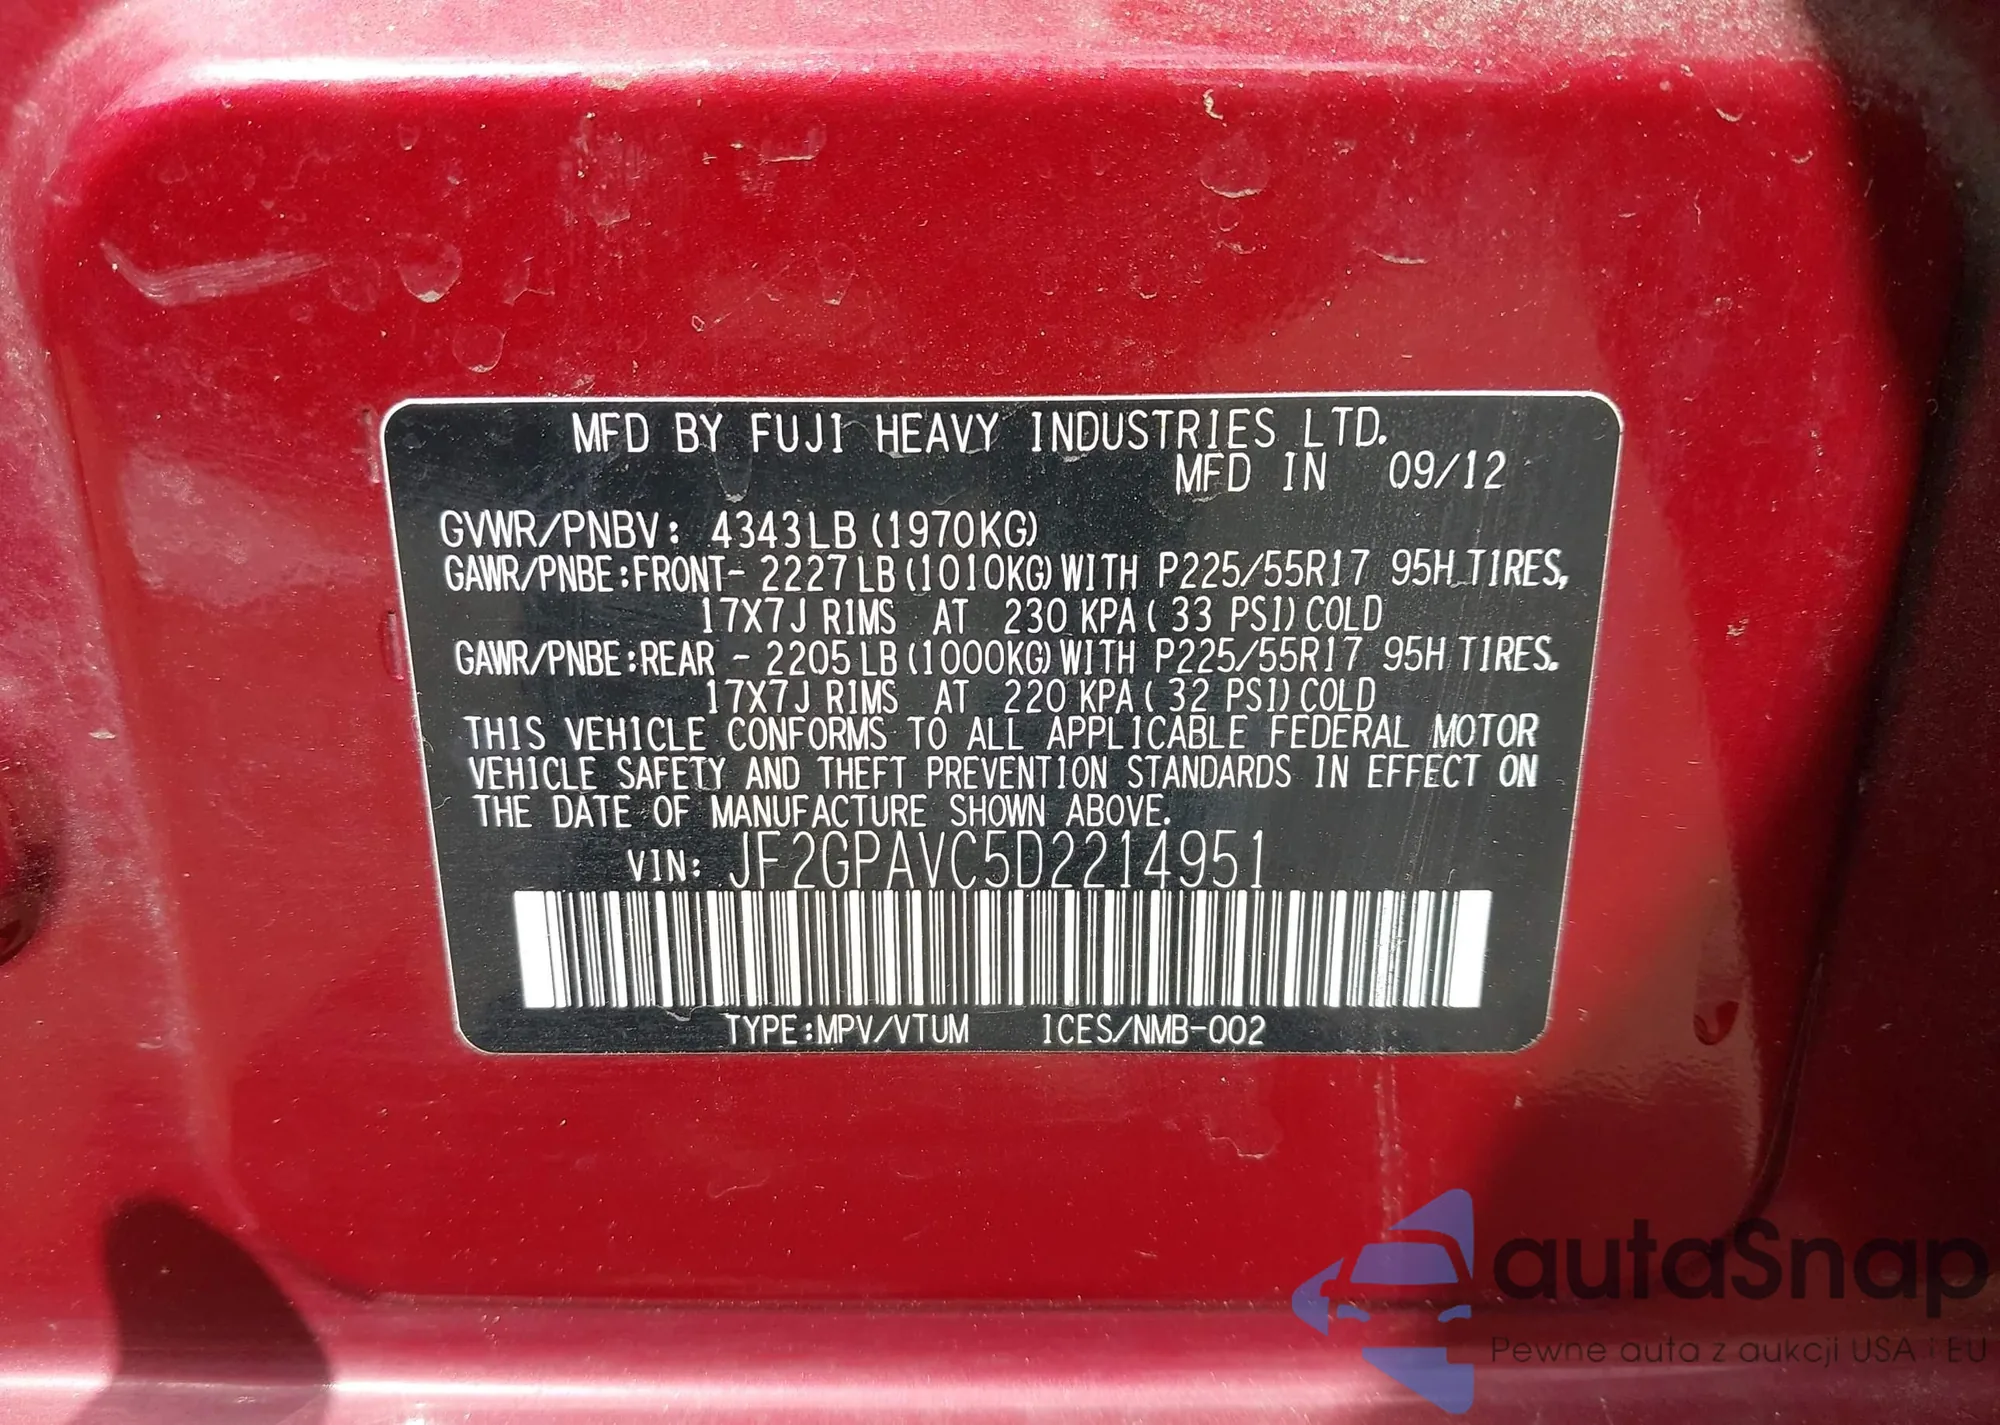 MFD BY FUJI HEAVY INDUSTRIES LTD.
MFD IN 09/12
GVWR/PNBV: 4343LB (1970KG)
GAWR/PNBE:FRONT- 2227LB (1010KG) WITH P225/55R17 95H TIRES,
17X7J RIMS AT 230 KPA (33 PSI) COLD
GAWR/PNBE:REAR - 2205LB (1000KG) WITH P225/55R17 95H TIRES.
17X7J RIMS AT 220 KPA (32 PSI) COLD
THIS VEHICLE CONFORMS TO ALL APPLICABLE FEDERAL MOTOR
VEHICLE SAFETY AND THEFT PREVENTION STANDARDS IN EFFECT ON
THE DATE OF MANUFACTURE SHOWN ABOVE.
VIN: JF2GPAVC5D2214951
TYPE:MPV/VTUM ICES/NMB-002
autaSnap
Pewne auta z aukcji USA i EU